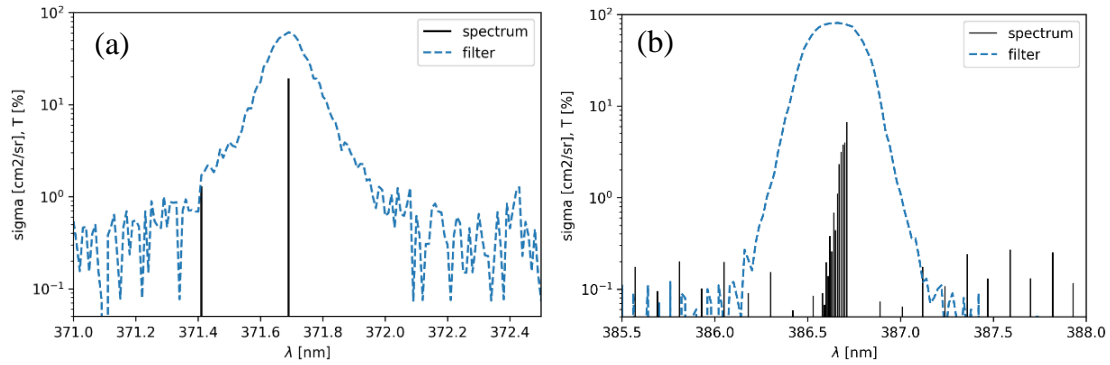 (a)
spectrum
filter
sigma [cm2/sr], T [%]
10²
10¹
10⁰
10⁻¹
371.0 371.2 371.4 371.6 371.8 372.0 372.2 372.4
λ [nm]
(b)
spectrum
filter
sigma [cm2/sr], T [%]
10²
10¹
10⁰
10⁻¹
385.5 386.0 386.5 387.0 387.5 388.0
λ [nm]